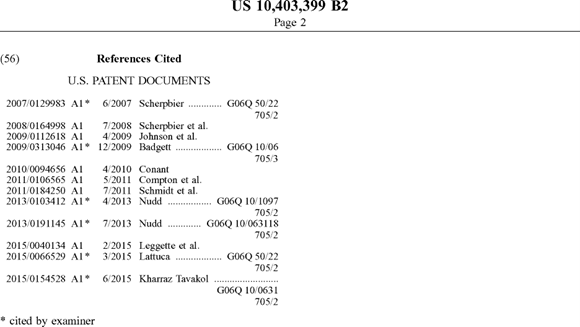 US 10,403,399 B2
Page 2
(56) References Cited
U.S. PATENT DOCUMENTS
2007/0129983 A1* 6/2007 Scherpbier ............. G06Q 50/22
705/2
2008/0164998 A1 7/2008 Scherpbier et al.
2009/0112618 A1 4/2009 Johnson et al.
2009/0313046 A1* 12/2009 Badgett .................. G06Q 10/06
705/3
2010/0094656 A1 4/2010 Conant
2011/0106565 A1 5/2011 Compton et al.
2011/0184250 A1 7/2011 Schmidt et al.
2013/0103412 A1* 4/2013 Nudd ................. G06Q 10/1097
705/2
2013/0191145 A1* 7/2013 Nudd ............. G06Q 10/063118
705/2
2015/0040134 A1 2/2015 Leggette et al.
2015/0066529 A1* 3/2015 Lattuca .................. G06Q 50/22
705/2
2015/0154528 A1* 6/2015 Kharraz Tavakol .........................
G06Q 10/0631
705/2
* cited by examiner